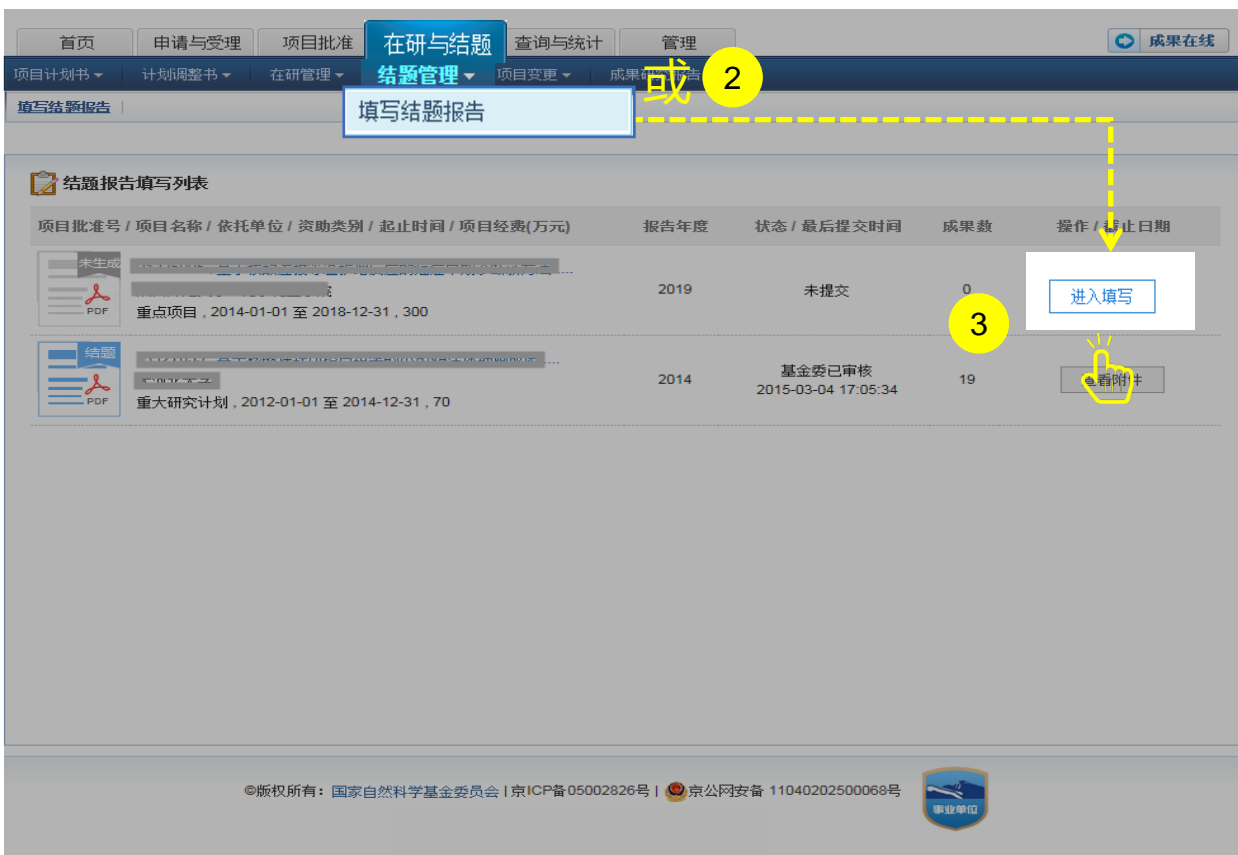 首页 申请与受理 项目批准 在研与结题 查询与统计 管理 成果在线
项目计划书 计划调整书 在研管理 结题管理 项目变更 成果研究报告
或 2
填写结题报告
填写结题报告
结题报告填写列表
项目批准号 / 项目名称 / 依托单位 / 资助类别 / 起止时间 / 项目经费(万元) 报告年度 状态 / 最后提交时间 成果数 操作 / 截止日期
未生成
PDF
重点项目 , 2014-01-01 至 2018-12-31 , 300
2019 未提交 0 进入填写
3
结题
PDF
重大研究计划 , 2012-01-01 至 2014-12-31 , 70
2014 基金委已审核 19 查看附件
2015-03-04 17:05:34
©版权所有：国家自然科学基金委员会 | 京ICP备05002826号 | 京公网安备 11040202500068号
事业单位